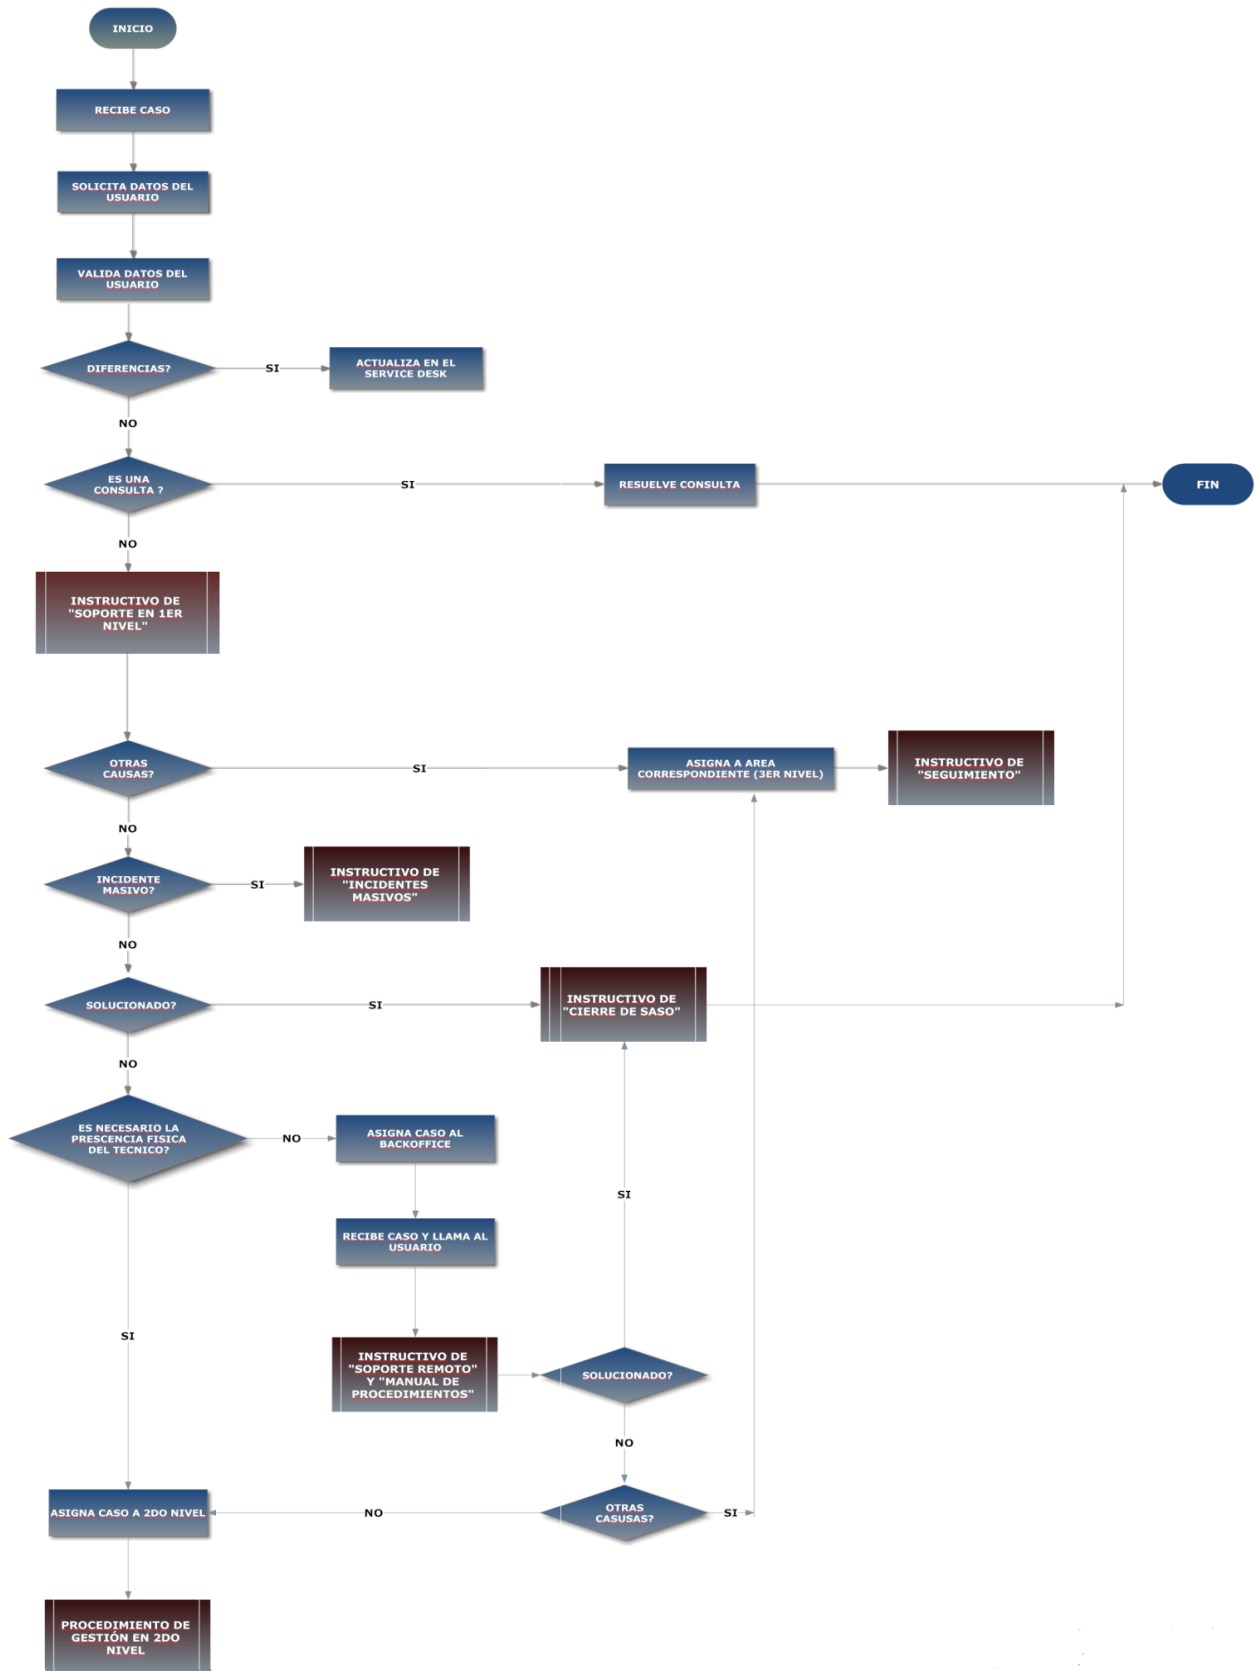 INICIO
RECIBE CASO
SOLICITA DATOS DEL
USUARIO
VALIDA DATOS DEL
USUARIO
DIFERENCIAS?
SI
ACTUALIZA EN EL
SERVICE DESK
NO
ES UNA
CONSULTA ?
SI
RESUELVE CONSULTA
FIN
NO
INSTRUCTIVO DE
"SOPORTE EN 1ER
NIVEL"
OTRAS
CAUSAS?
SI
ASIGNA A AREA
CORRESPONDIENTE (3ER NIVEL)
INSTRUCTIVO DE
"SEGUIMIENTO"
NO
INCIDENTE
MASIVO?
SI
INSTRUCTIVO DE
"INCIDENTES
MASIVOS"
NO
SOLUCIONADO?
SI
INSTRUCTIVO DE
"CIERRE DE SASO"
NO
ES NECESARIO LA
PRESCENCIA FISICA
DEL TECNICO?
NO
ASIGNA CASO AL
BACKOFFICE
SI
RECIBE CASO Y LLAMA AL
USUARIO
SI
INSTRUCTIVO DE
"SOPORTE REMOTO"
Y "MANUAL DE
PROCEDIMIENTOS"
SOLUCIONADO?
NO
ASIGNA CASO A 2DO NIVEL
NO
OTRAS
CASUSAS?
SI
PROCEDIMIENTO DE
GESTIÓN EN 2DO
NIVEL